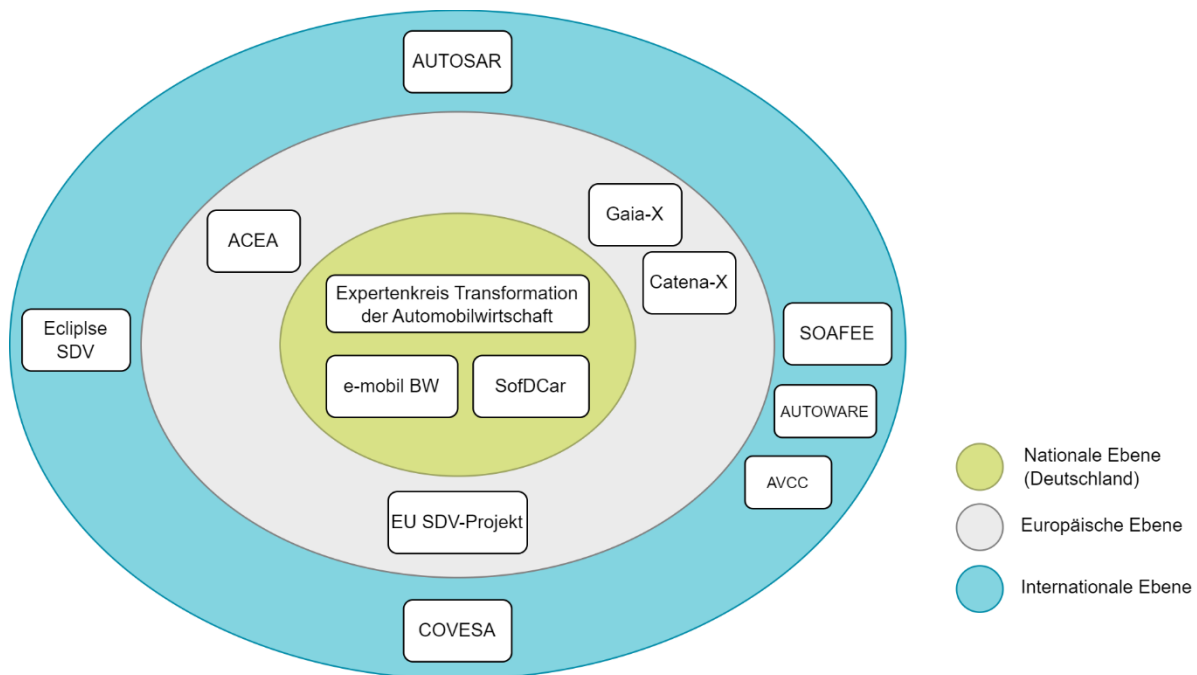 AUTOSAR
Gaia-X
ACEA
Catena-X
Expertenkreis Transformation
der Automobilwirtschaft
Ecliplse
SDV
SOAFEE
e-mobil BW
SofDCar
AUTOWARE
AVCC
EU SDV-Projekt
COVESA
Nationale Ebene
(Deutschland)
Europäische Ebene
Internationale Ebene